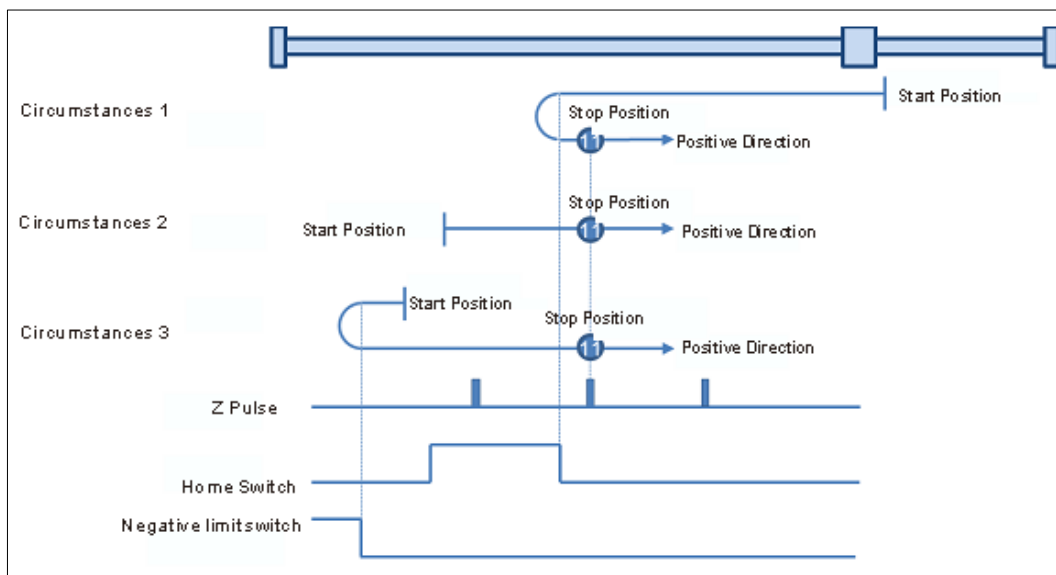 Circumstances 1
Start Position
Stop Position
11
Positive Direction
Circumstances 2
Stop Position
Start Position
11
Positive Direction
Start Position
Circumstances 3
Stop Position
11
Positive Direction
Z Pulse
Home Switch
Negative limitswitch